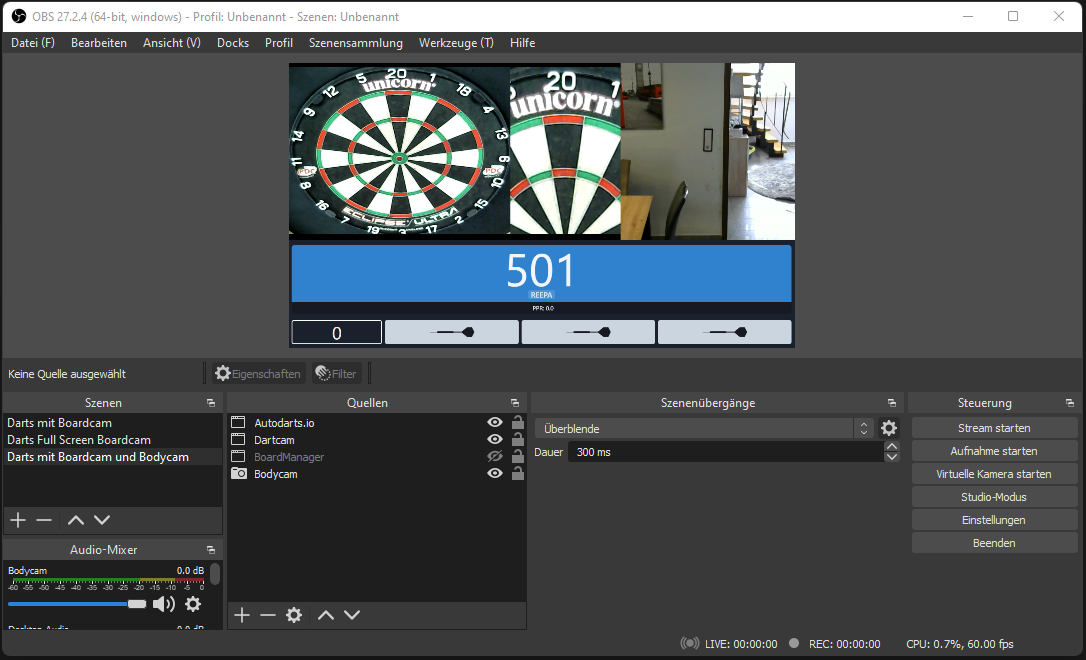 OBS 27.2.4 (64-bit, windows) - Profil: Unbenannt - Szenen: Unbenannt
Datei (F) Bearbeiten Ansicht (V) Docks Profil Szenensammlung Werkzeuge (T) Hilfe
5 20 1
12 unicorn 18
9 4
14 13
11 6
PDC PDC
8 10
16 15
7 ECLIPSE ULTRA 2
19 3 17
20 1
unicorn
501
REEPA
PPR: 0.0
0
Keine Quelle ausgewählt Eigenschaften Filter
Szenen
Darts mit Boardcam
Darts Full Screen Boardcam
Darts mit Boardcam und Bodycam
Audio-Mixer
Bodycam 0.0 dB
-60 -55 -50 -45 -40 -35 -30 -25 -20 -15 -10 -5 0
Desktop Audio 0.0 dB
Quellen
Autodarts.io
Dartcam
BoardManager
Bodycam
Szenenübergänge
Überblende
Dauer 300 ms
Steuerung
Stream starten
Aufnahme starten
Virtuelle Kamera starten
Studio-Modus
Einstellungen
Beenden
LIVE: 00:00:00 REC: 00:00:00 CPU: 0.7%, 60.00 fps